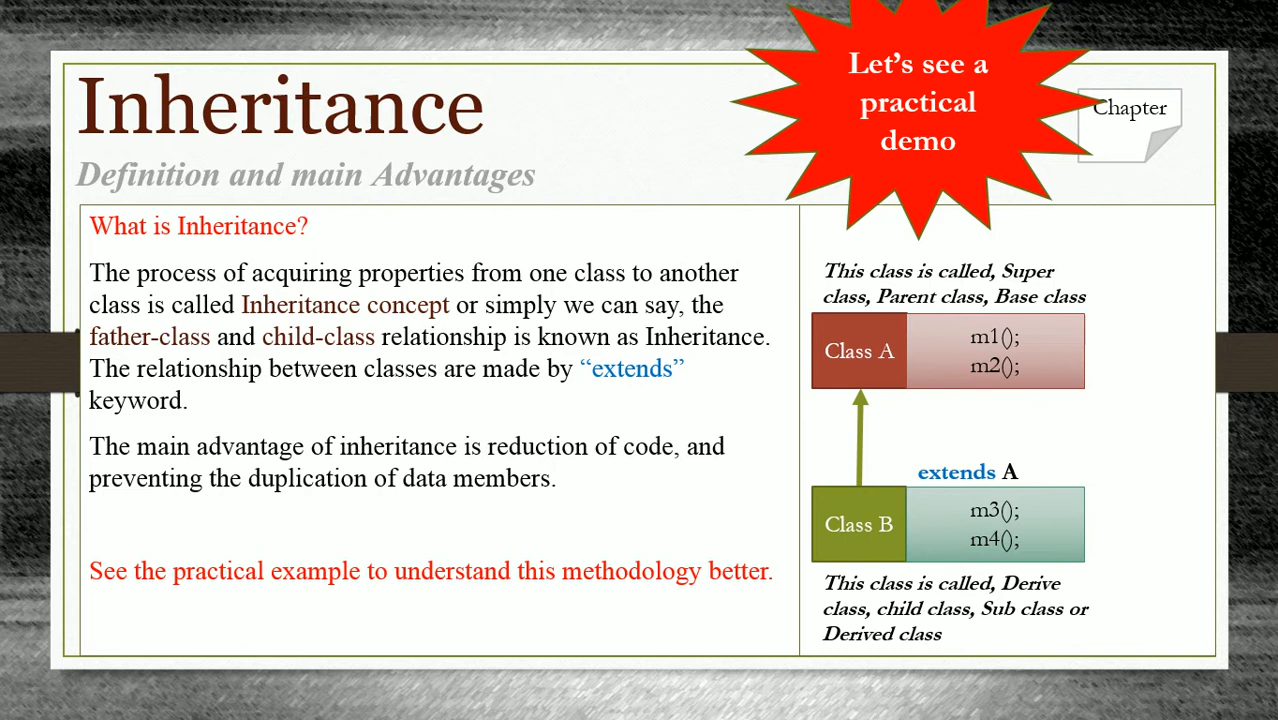 Inheritance
Definition and main Advantages
Let’s see a
practical
demo
Chapter
What is Inheritance?
The process of acquiring properties from one class to another
class is called Inheritance concept or simply we can say, the
father-class and child-class relationship is known as Inheritance.
The relationship between classes are made by “extends”
keyword.
The main advantage of inheritance is reduction of code, and
preventing the duplication of data members.
See the practical example to understand this methodology better.
This class is called, Super
class, Parent class, Base class
Class A
m1();
m2();
extends A
Class B
m3();
m4();
This class is called, Derive
class, child class, Sub class or
Derived class